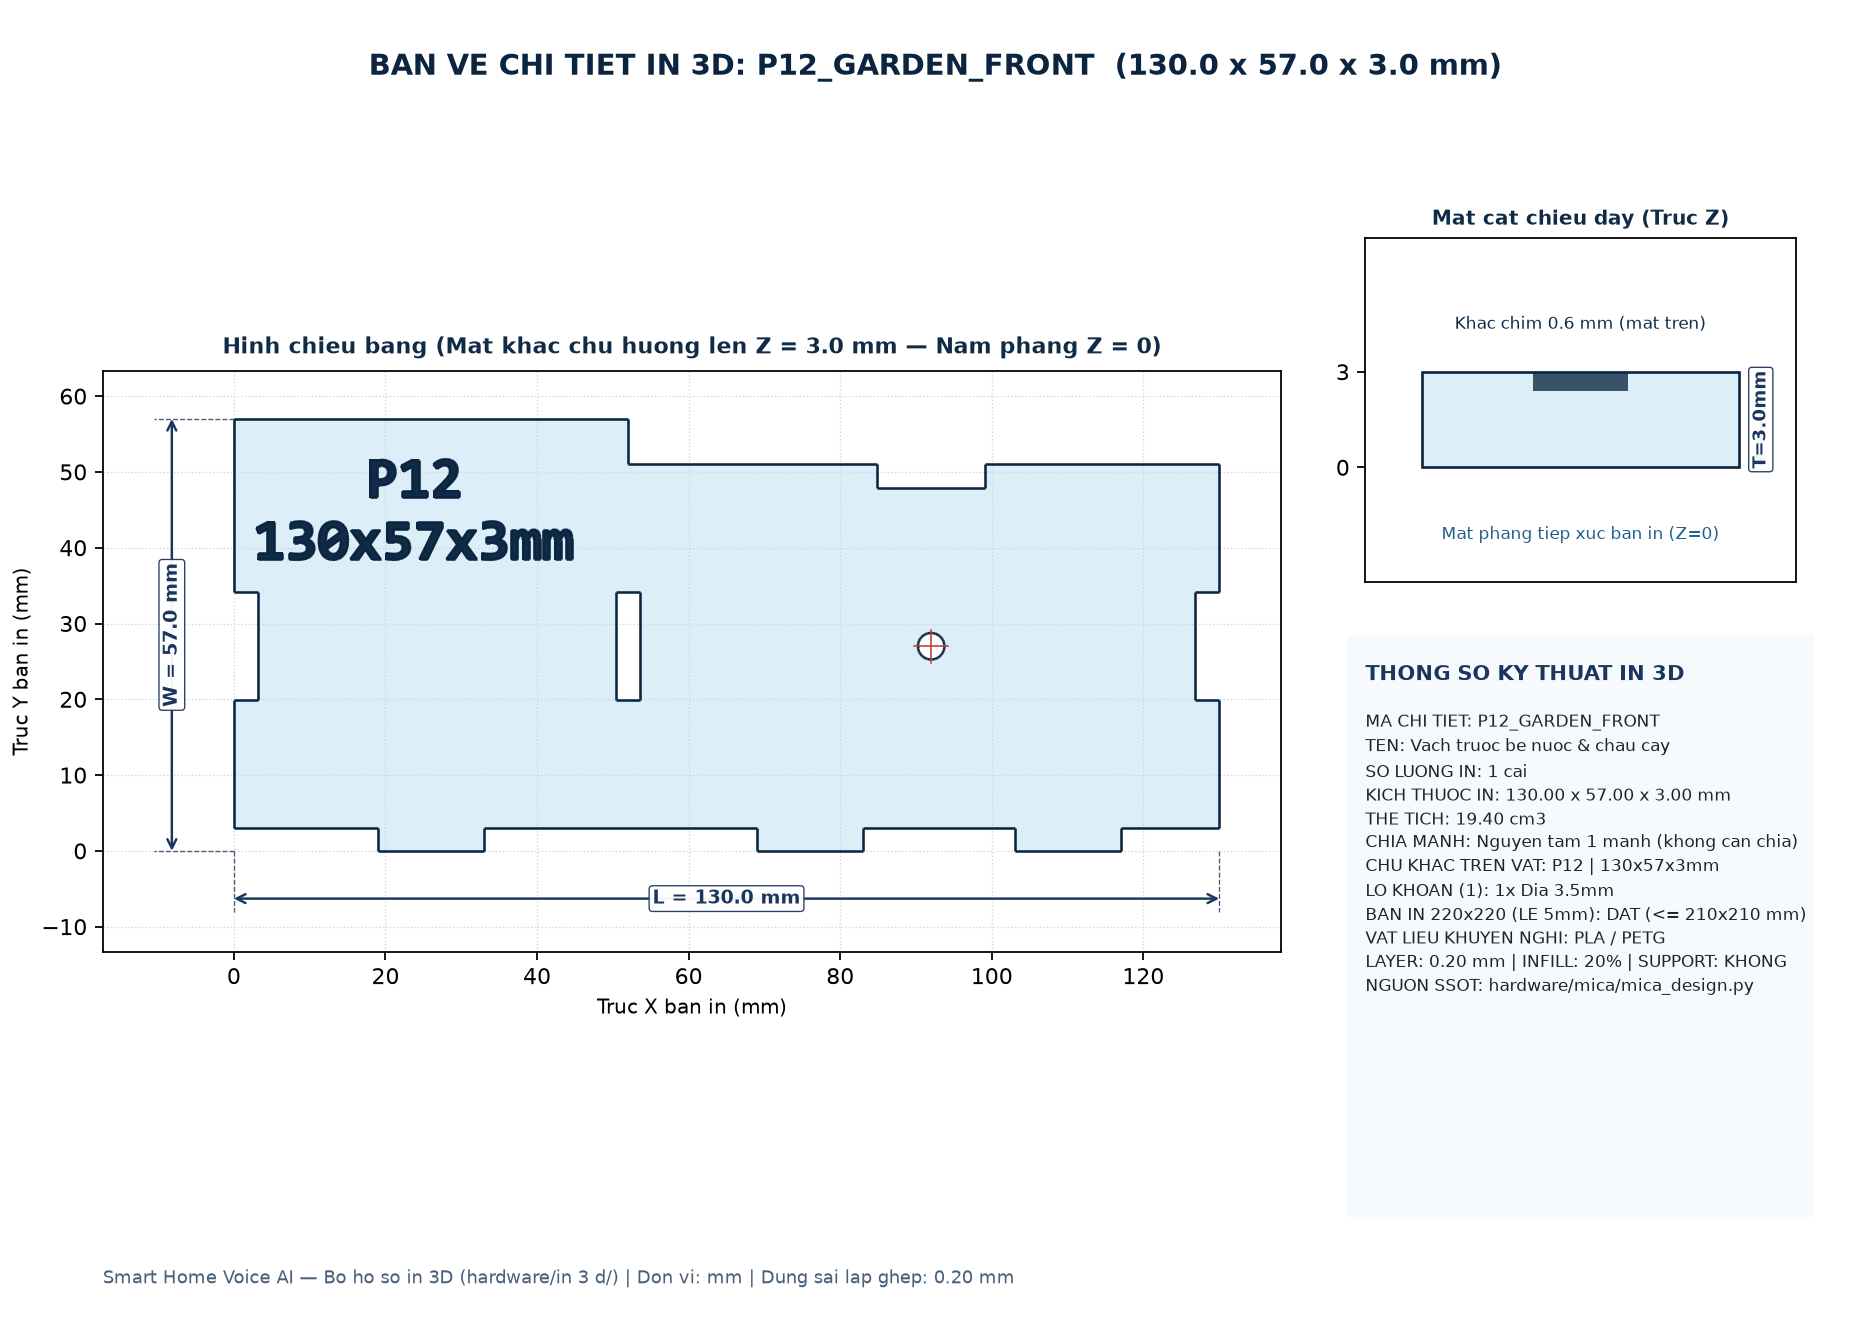 BAN VE CHI TIET IN 3D: P12_GARDEN_FRONT (130.0 x 57.0 x 3.0 mm)
Hinh chieu bang (Mat khac chu huong len Z = 3.0 mm — Nam phang Z = 0)
60
50
40
30
20
10
0
−10
Truc Y ban in (mm)
W = 57.0 mm
P12
130x57x3mm
L = 130.0 mm
0
20
40
60
80
100
120
Truc X ban in (mm)
Mat cat chieu day (Truc Z)
Khac chim 0.6 mm (mat tren)
3
0
T=3.0mm
Mat phang tiep xuc ban in (Z=0)
THONG SO KY THUAT IN 3D
MA CHI TIET: P12_GARDEN_FRONT
TEN: Vach truoc be nuoc & chau cay
SO LUONG IN: 1 cai
KICH THUOC IN: 130.00 x 57.00 x 3.00 mm
THE TICH: 19.40 cm3
CHIA MANH: Nguyen tam 1 manh (khong can chia)
CHU KHAC TREN VAT: P12 | 130x57x3mm
LO KHOAN (1): 1x Dia 3.5mm
BAN IN 220x220 (LE 5mm): DAT (<= 210x210 mm)
VAT LIEU KHUYEN NGHI: PLA / PETG
LAYER: 0.20 mm | INFILL: 20% | SUPPORT: KHONG
NGUON SSOT: hardware/mica/mica_design.py
Smart Home Voice AI — Bo ho so in 3D (hardware/in 3 d/) | Don vi: mm | Dung sai lap ghep: 0.20 mm